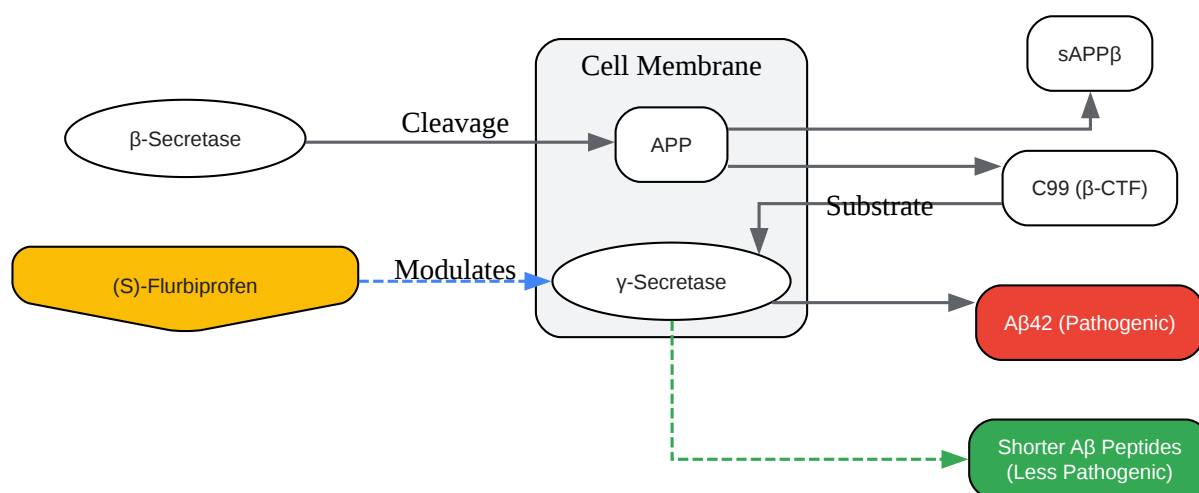 Cell Membrane
sAPPβ
β-Secretase
Cleavage
APP
C99 (β-CTF)
Substrate
(S)-Flurbiprofen
Modulates
γ-Secretase
Aβ42 (Pathogenic)
Shorter Aβ Peptides
(Less Pathogenic)